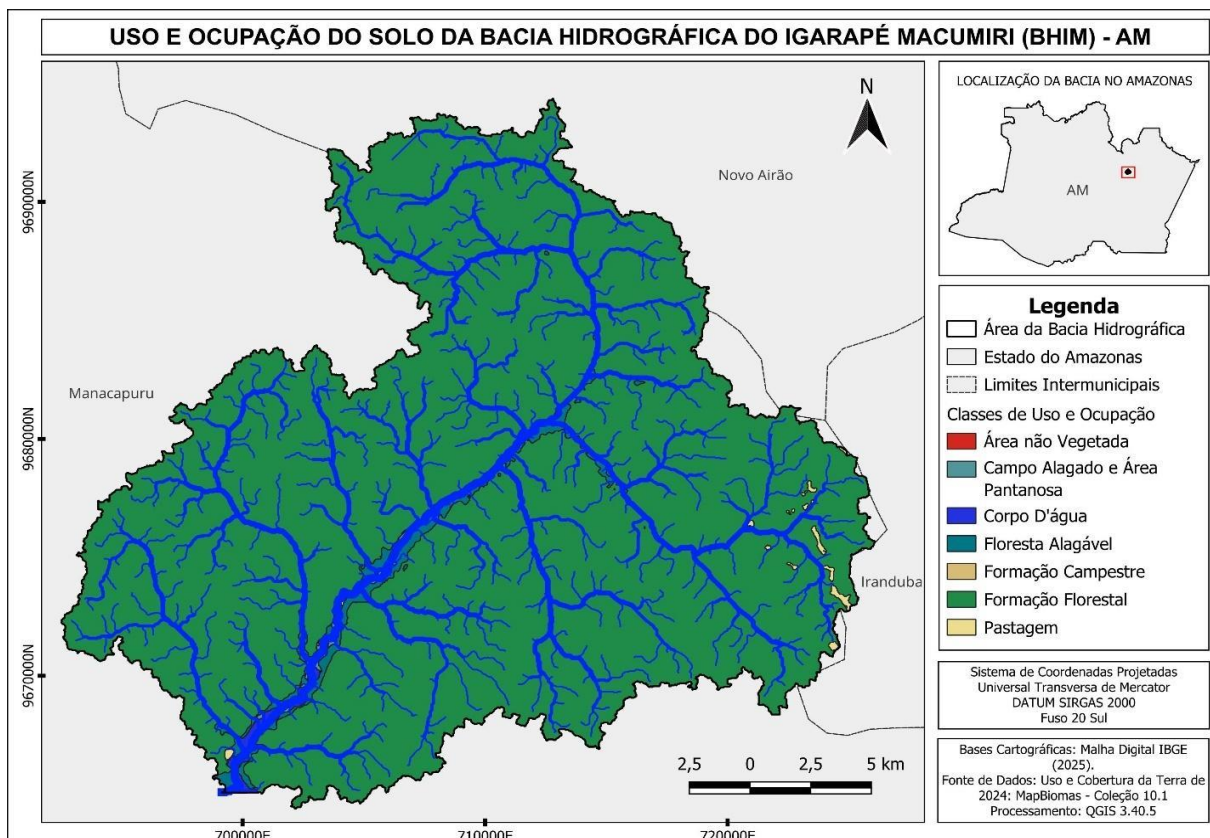 USO E OCUPAÇÃO DO SOLO DA BACIA HIDROGRÁFICA DO IGARAPÉ MACUMIRI (BHIM) - AM
N
Novo Airão
Manacapuru
Iranduba
9690000N
9680000N
9670000N
700000E
710000E
720000E
2,5 0 2,5 5 km
LOCALIZAÇÃO DA BACIA NO AMAZONAS
AM
Legenda
Área da Bacia Hidrográfica
Estado do Amazonas
Limites Intermunicipais
Classes de Uso e Ocupação
Área não Vegetada
Campo Alagado e Área
Pantanosa
Corpo D'água
Floresta Alagável
Formação Campestre
Formação Florestal
Pastagem
Sistema de Coordenadas Projetadas
Universal Transversa de Mercator
DATUM SIRGAS 2000
Fuso 20 Sul
Bases Cartográficas: Malha Digital IBGE
(2025).
Fonte de Dados: Uso e Cobertura da Terra de
2024: MapBiomas - Coleção 10.1
Processamento: QGIS 3.40.5